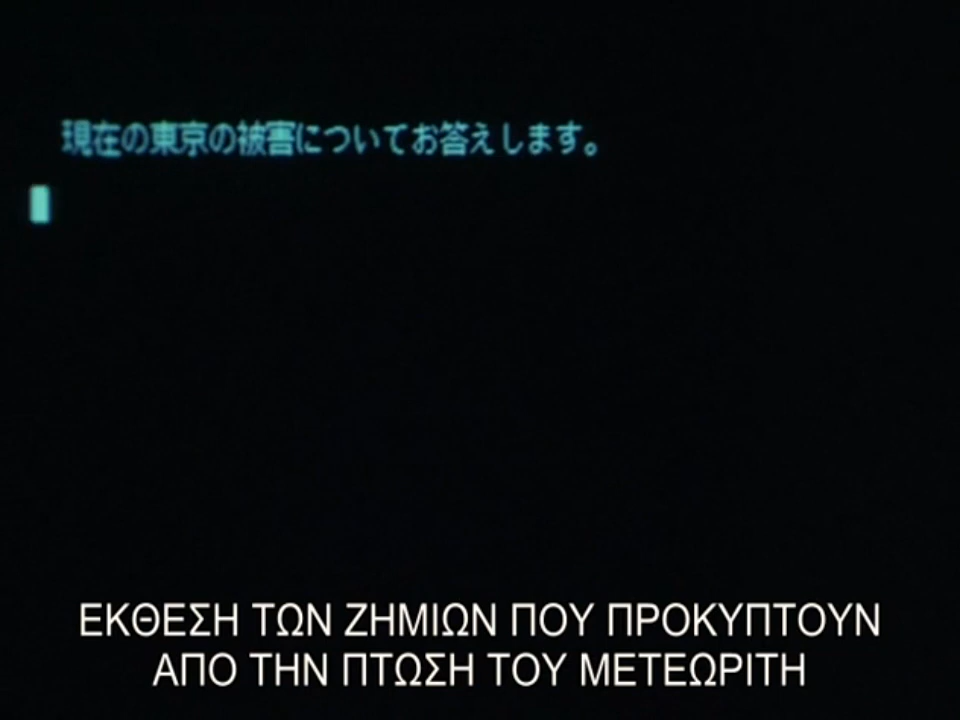 現在の東京の被害についてお答えします。
ΕΚΘΕΣΗ ΤΩΝ ΖΗΜΙΩΝ ΠΟΥ ΠΡΟΚΥΠΤΟΥΝ
ΑΠΟ ΤΗΝ ΠΤΩΣΗ ΤΟΥ ΜΕΤΕΩΡΙΤΗ